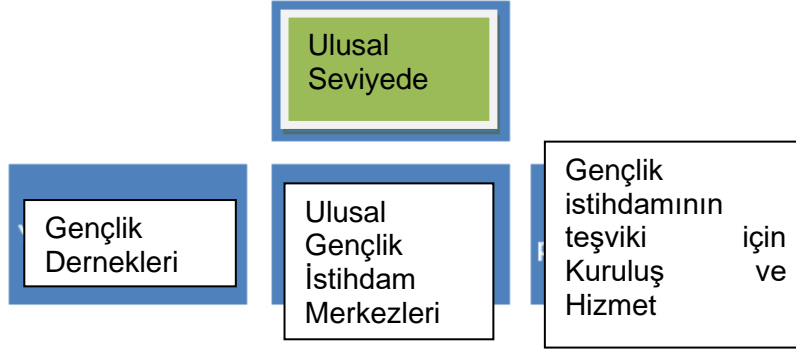 Ulusal
Seviyede
Gençlik
Dernekleri
Ulusal
Gençlik
İstihdam
Merkezleri
Gençlik
istihdamının
teşviki için
Kuruluş ve
Hizmet